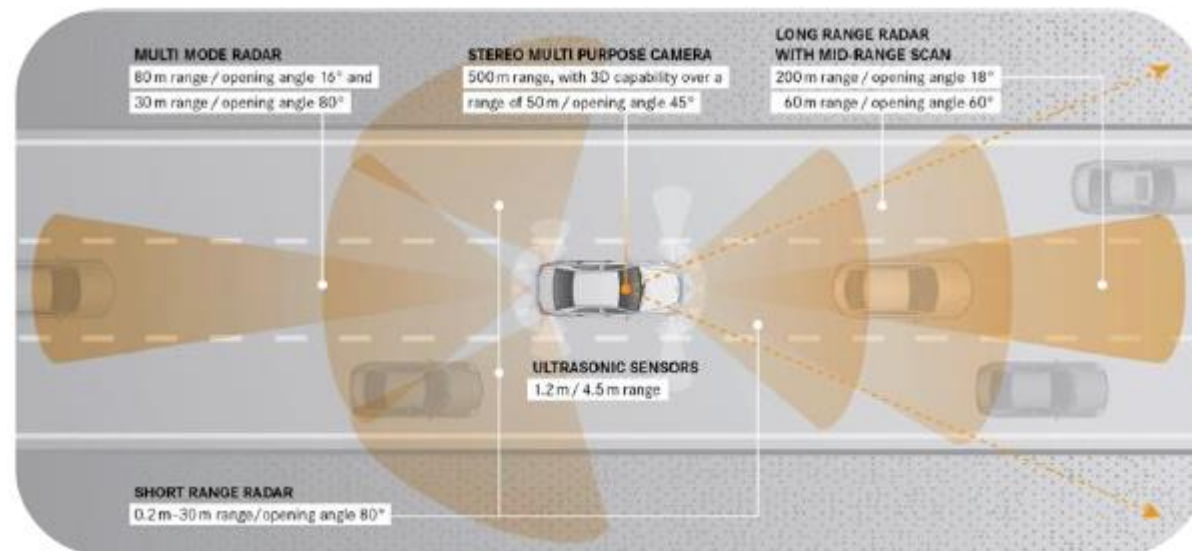 MULTI MODE RADAR
80 m range / opening angle 16° and
30 m range / opening angle 80°
STEREO MULTI PURPOSE CAMERA
500 m range, with 3D capability over a
range of 50 m / opening angle 45°
LONG RANGE RADAR
WITH MID-RANGE SCAN
200 m range / opening angle 18°
60 m range / opening angle 60°
ULTRASONIC SENSORS
1.2 m / 4.5 m range
SHORT RANGE RADAR
0.2 m–30 m range/opening angle 80°